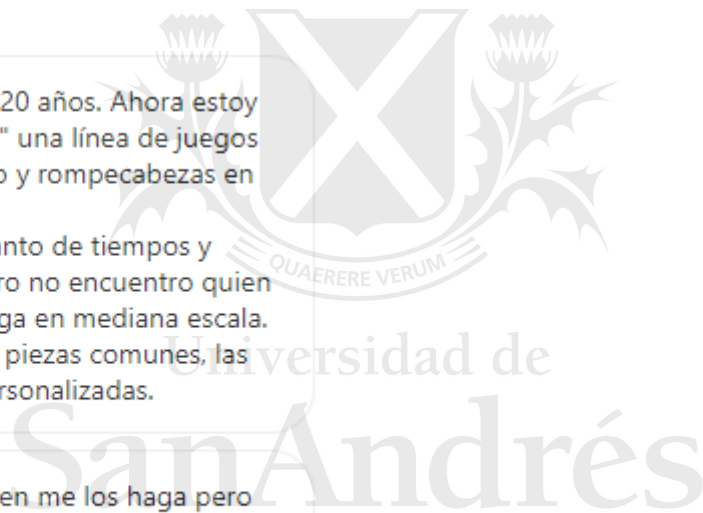 20 años. Ahora estoy
" una línea de juegos
o y rompecabezas en
nto de tiempos y
ro no encuentro quien
ga en mediana escala.
piezas comunes, las
rsonalizadas.
en me los haga pero
QUAERERE VERUM
Universidad de
SanAndrés